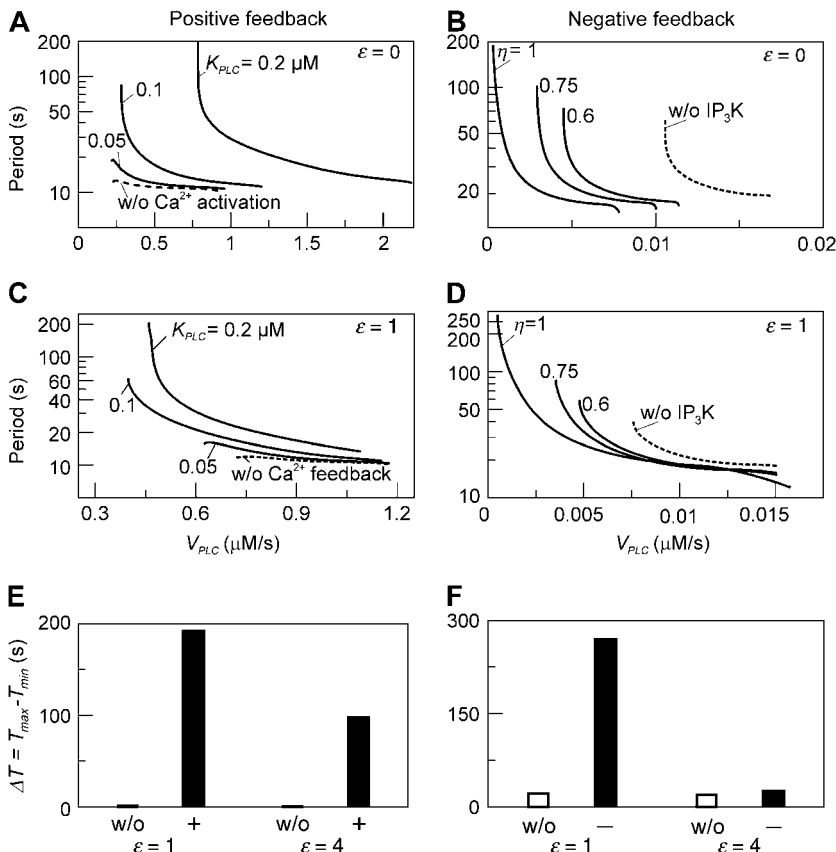 Positive feedback
Negative feedback
A
200
100
50
10
Period (s)
K_PLC = 0.2 μM
ε = 0
0.1
0.05
w/o Ca²⁺ activation
0 0.5 1 1.5 2
B
200
100
50
20
Period (s)
η= 1
ε = 0
0.75
0.6
w/o IP₃K
0 0.01 0.02
C
200
100
60
40
20
10
Period (s)
K_PLC = 0.2 μM
ε = 1
0.1
0.05
w/o Ca²⁺ feedback
0.3 0.6 0.9 1.2
V_PLC (μM/s)
D
250
200
100
50
10
η=1
ε = 1
0.75
0.6
w/o IP₃K
0 0.005 0.01 0.015
V_PLC (μM/s)
E
200
100
0
ΔT = T_max - T_min (s)
w/o + w/o +
ε = 1 ε = 4
F
300
250
0
w/o – w/o –
ε = 1 ε = 4